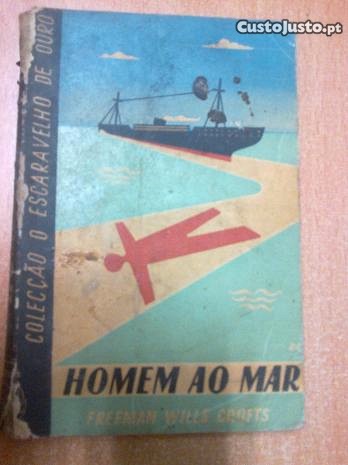 CustoJusto.pt
COLECÇÃO O ESCARAVELHO DE OURO
HOMEM AO MAR
FREEMAN WILLS CROFTS